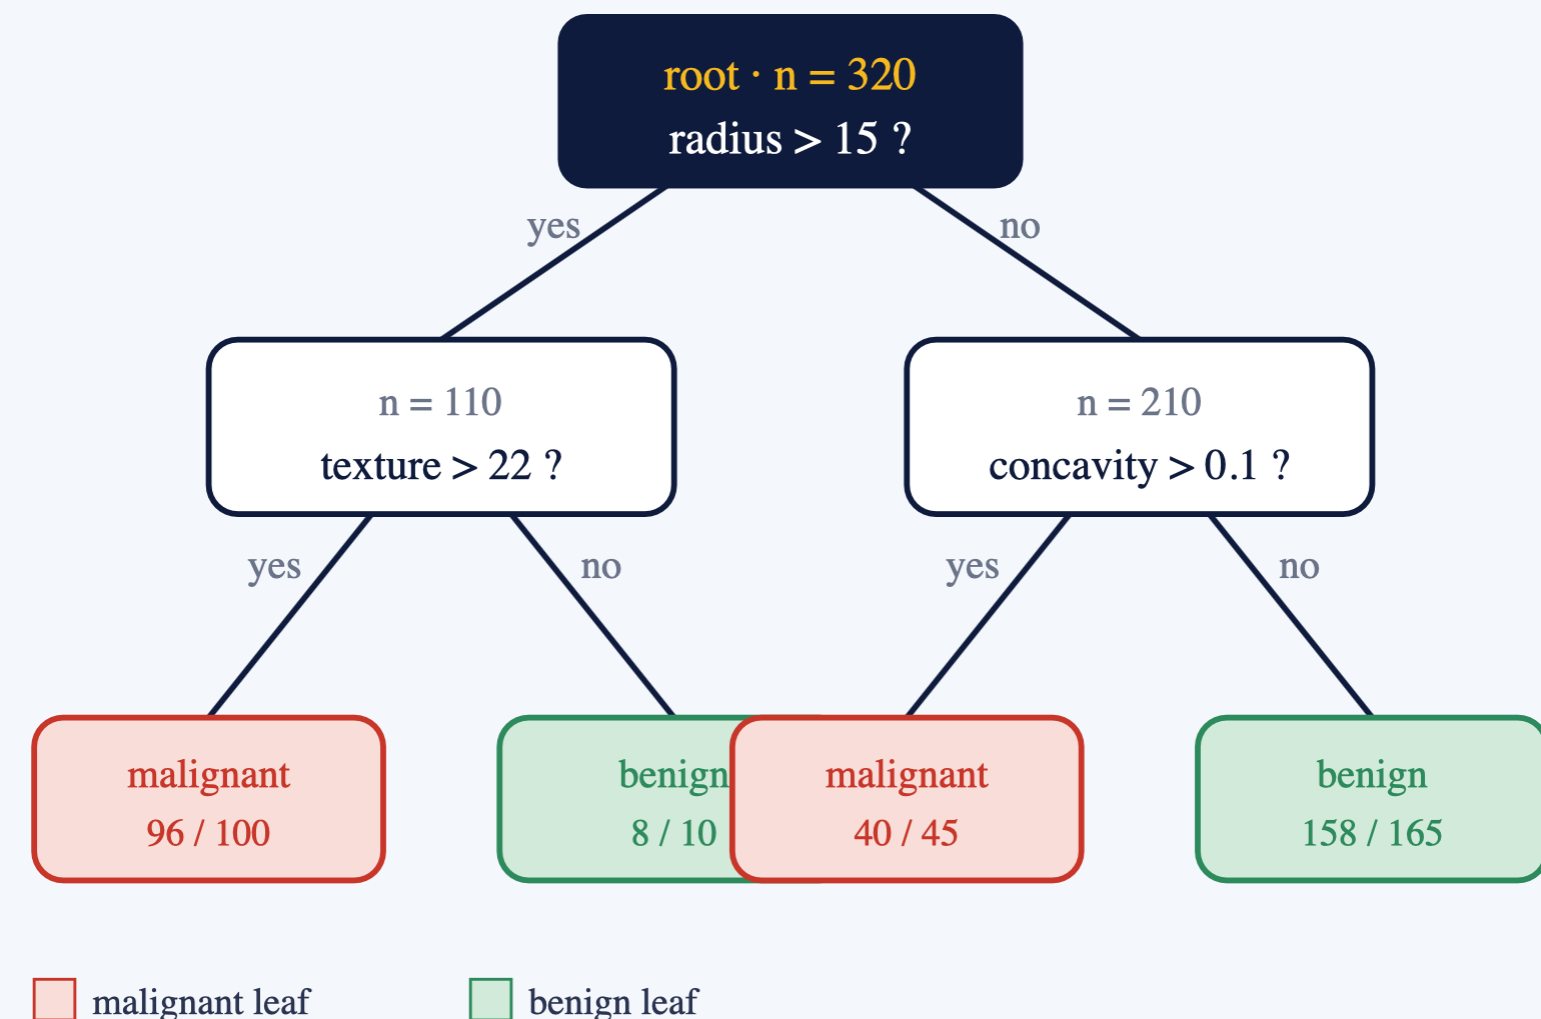 root · n = 320
radius > 15 ?
yes
no
n = 110
texture > 22 ?
n = 210
concavity > 0.1 ?
yes
no
yes
no
malignant
96 / 100
benign
8 / 10
malignant
40 / 45
benign
158 / 165
malignant leaf
benign leaf